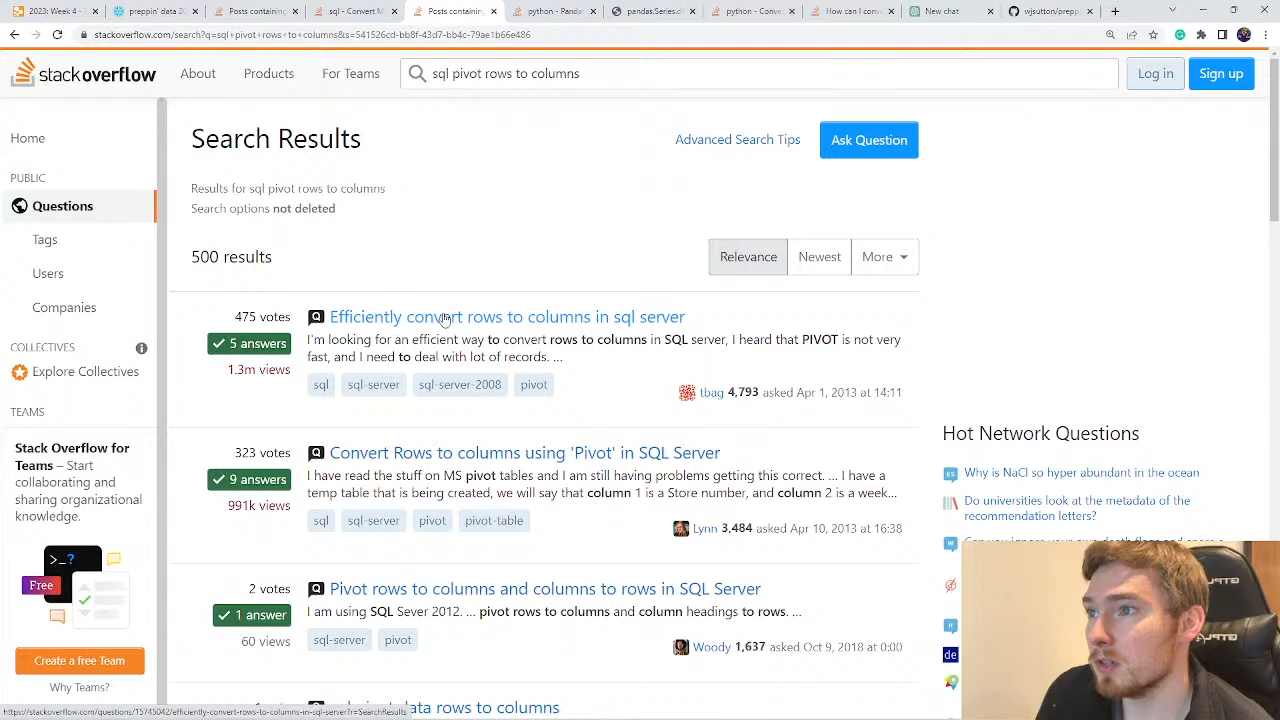 2023: Week 4 -
Preppin' data 20
Posts containing
sql - Convert M
Posts containing
python - Panda
pandas.Series.d
python - Conve
How can I conv
New chat
wjsutton/prepp
stackoverflow.com/search?q=sql+pivot+rows+to+columns&s=541526cd-bb8f-43d7-bb4c-79ae1b66e486
stackoverflow
About
Products
For Teams
sql pivot rows to columns
Log in
Sign up
Home
PUBLIC
Questions
Tags
Users
Companies
COLLECTIVES
Explore Collectives
TEAMS
Stack Overflow for
Teams – Start
collaborating and
sharing organizational
knowledge.
>_?
Free
Create a free Team
Why Teams?
Search Results
Advanced Search Tips
Ask Question
Results for sql pivot rows to columns
Search options not deleted
500 results
Relevance
Newest
More
475 votes
5 answers
1.3m views
Efficiently convert rows to columns in sql server
I'm looking for an efficient way to convert rows to columns in SQL server, I heard that PIVOT is not very
fast, and I need to deal with lot of records. ...
sql
sql-server
sql-server-2008
pivot
tbag 4,793 asked Apr 1, 2013 at 14:11
323 votes
9 answers
991k views
Convert Rows to columns using 'Pivot' in SQL Server
I have read the stuff on MS pivot tables and I am still having problems getting this correct. ... I have a
temp table that is being created, we will say that column 1 is a Store number, and column 2 is a week...
sql
sql-server
pivot
pivot-table
Lynn 3,484 asked Apr 10, 2013 at 16:38
2 votes
1 answer
60 views
Pivot rows to columns and columns to rows in SQL Server
I am using SQL Sever 2012. ... pivot rows to columns and column headings to rows. ...
sql-server
pivot
Woody 1,637 asked Oct 9, 2018 at 0:00
data rows to columns
Hot Network Questions
Why is NaCl so hyper abundant in the ocean
Do universities look at the metadata of the
recommendation letters?
https://stackoverflow.com/questions/15745042/efficiently-convert-rows-to-columns-in-sql-server?r=SearchResults